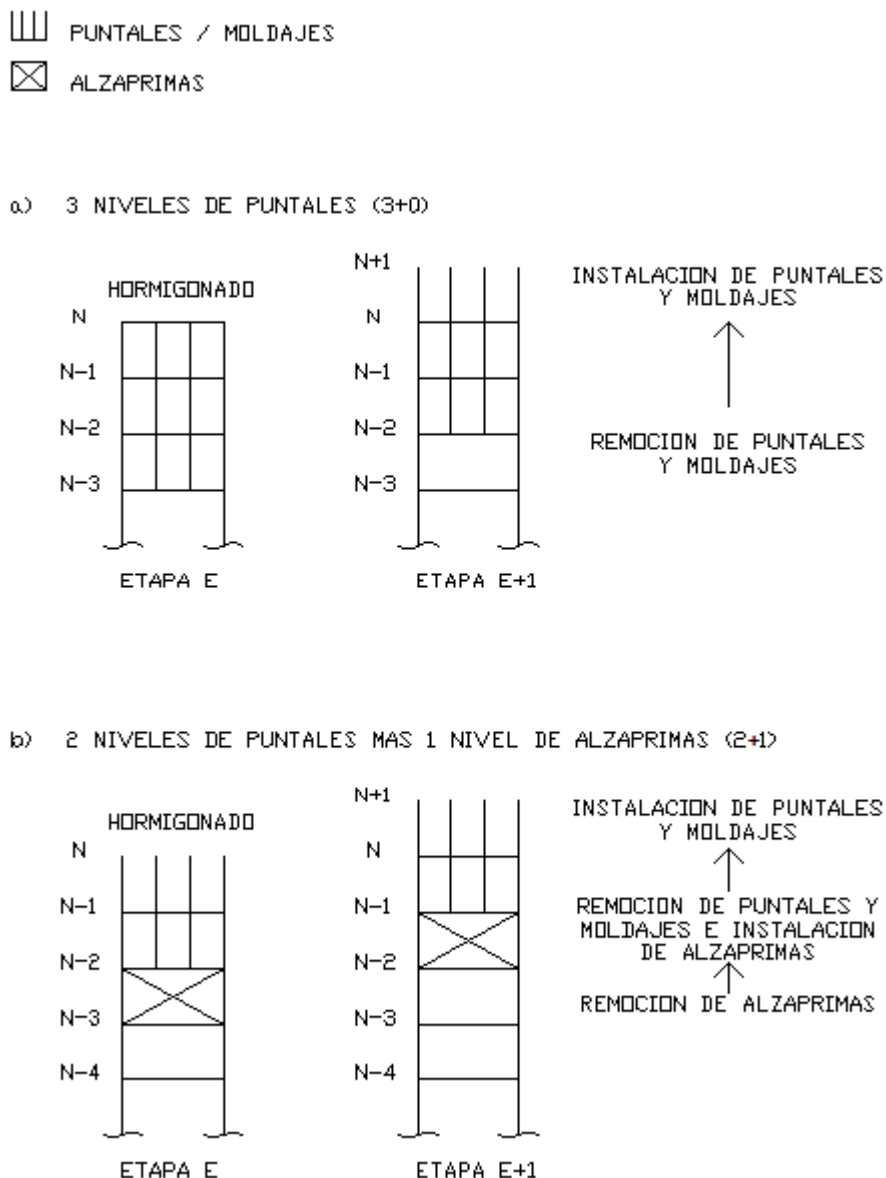 PUNTALES / MOLDAJES
ALZAPRIMAS
a) 3 NIVELES DE PUNTALES (3+0)
HORMIGONADO
N
N-1
N-2
N-3
ETAPA E
N+1
N
N-1
N-2
N-3
ETAPA E+1
INSTALACION DE PUNTALES
Y MOLDAJES
REMOCION DE PUNTALES
Y MOLDAJES
b) 2 NIVELES DE PUNTALES MAS 1 NIVEL DE ALZAPRIMAS (2+1)
HORMIGONADO
N
N-1
N-2
N-3
N-4
ETAPA E
N+1
N
N-1
N-2
N-3
N-4
ETAPA E+1
INSTALACION DE PUNTALES
Y MOLDAJES
REMOCION DE PUNTALES Y
MOLDAJES E INSTALACION
DE ALZAPRIMAS
REMOCION DE ALZAPRIMAS